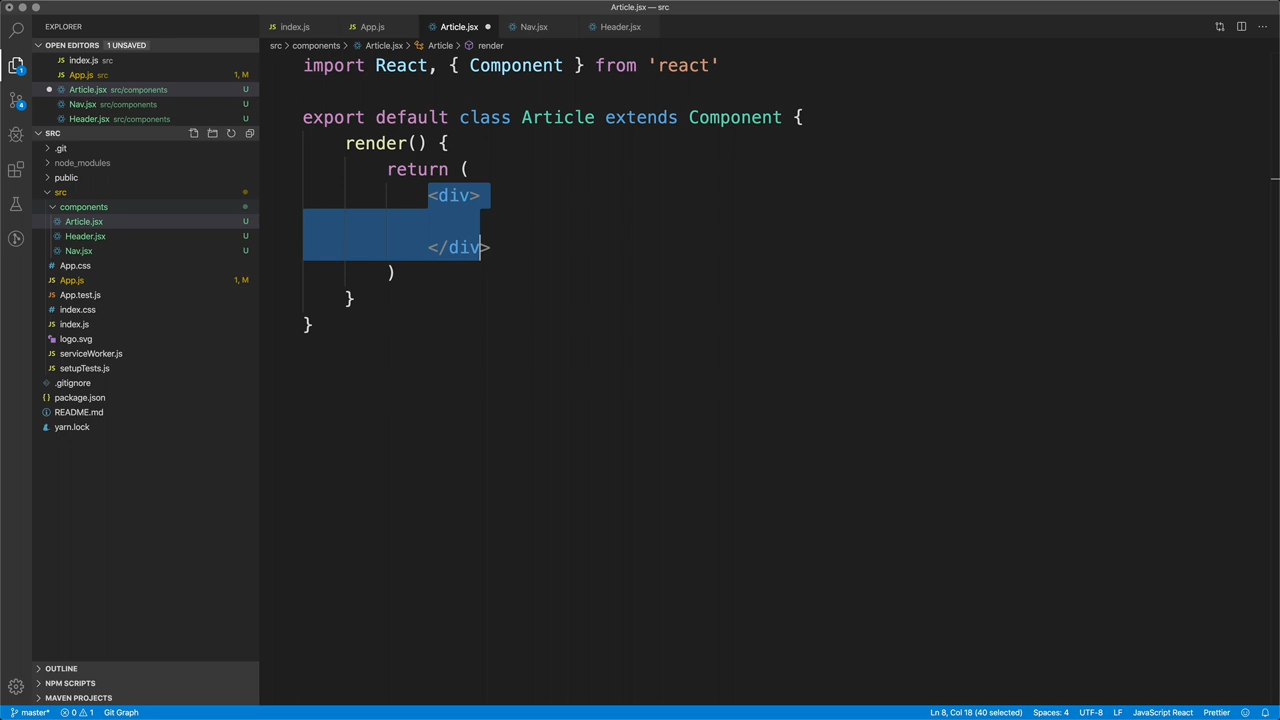 Article.jsx — src
EXPLORER
index.js
App.js
Article.jsx
Nav.jsx
Header.jsx
OPEN EDITORS 1 UNSAVED
index.js src
App.js src 1, M
Article.jsx src/components U
Nav.jsx src/components U
Header.jsx src/components U
SRC
.git
node_modules
public
src
components
Article.jsx U
Header.jsx U
Nav.jsx U
App.css
App.js 1, M
App.test.js
index.css
index.js
logo.svg
serviceWorker.js
setupTests.js
.gitignore
package.json
README.md
yarn.lock
OUTLINE
NPM SCRIPTS
MAVEN PROJECTS
src > components > Article.jsx > Article > render
import React, { Component } from 'react'
export default class Article extends Component {
render() {
return (
<div>
</div>
)
}
}
1
4
master* 0 1 Git Graph
Ln 8, Col 18 (40 selected) Spaces: 4 UTF-8 LF JavaScript React Prettier